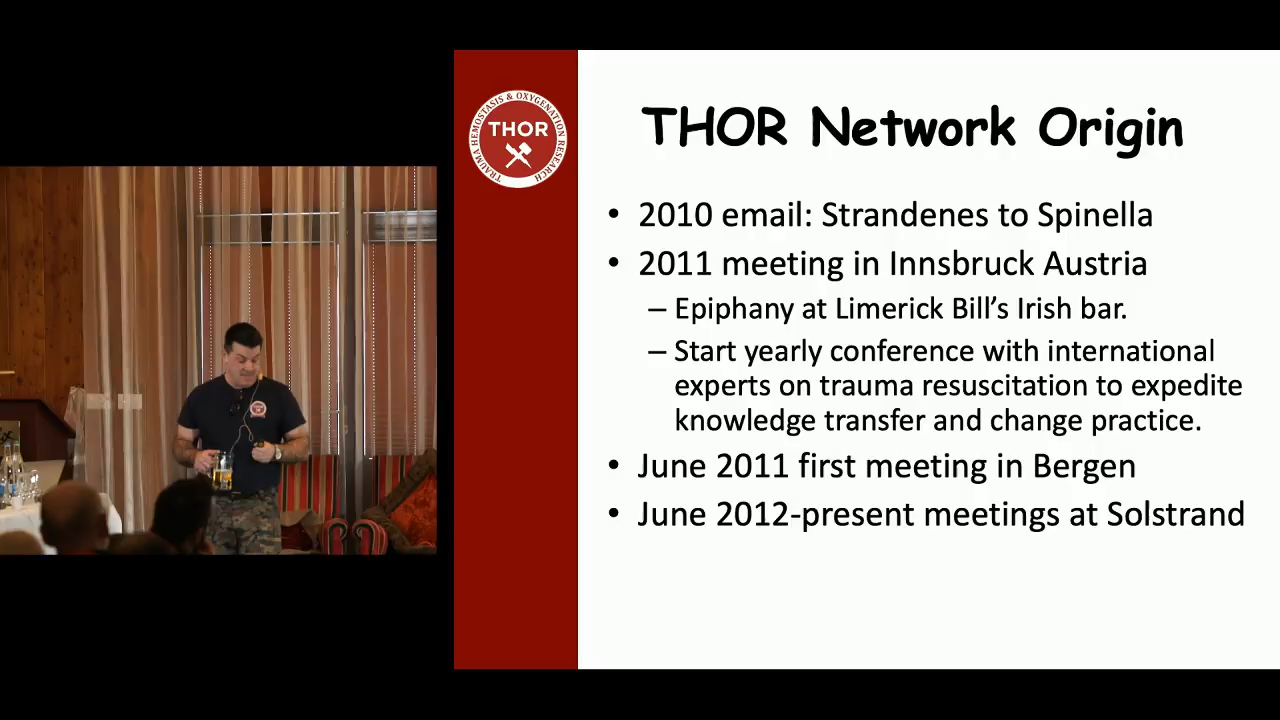 TRAUMA HEMOSTASIS & OXYGENATION RESEARCH
THOR
THOR Network Origin
• 2010 email: Strandenes to Spinella
• 2011 meeting in Innsbruck Austria
– Epiphany at Limerick Bill’s Irish bar.
– Start yearly conference with international
experts on trauma resuscitation to expedite
knowledge transfer and change practice.
• June 2011 first meeting in Bergen
• June 2012-present meetings at Solstrand